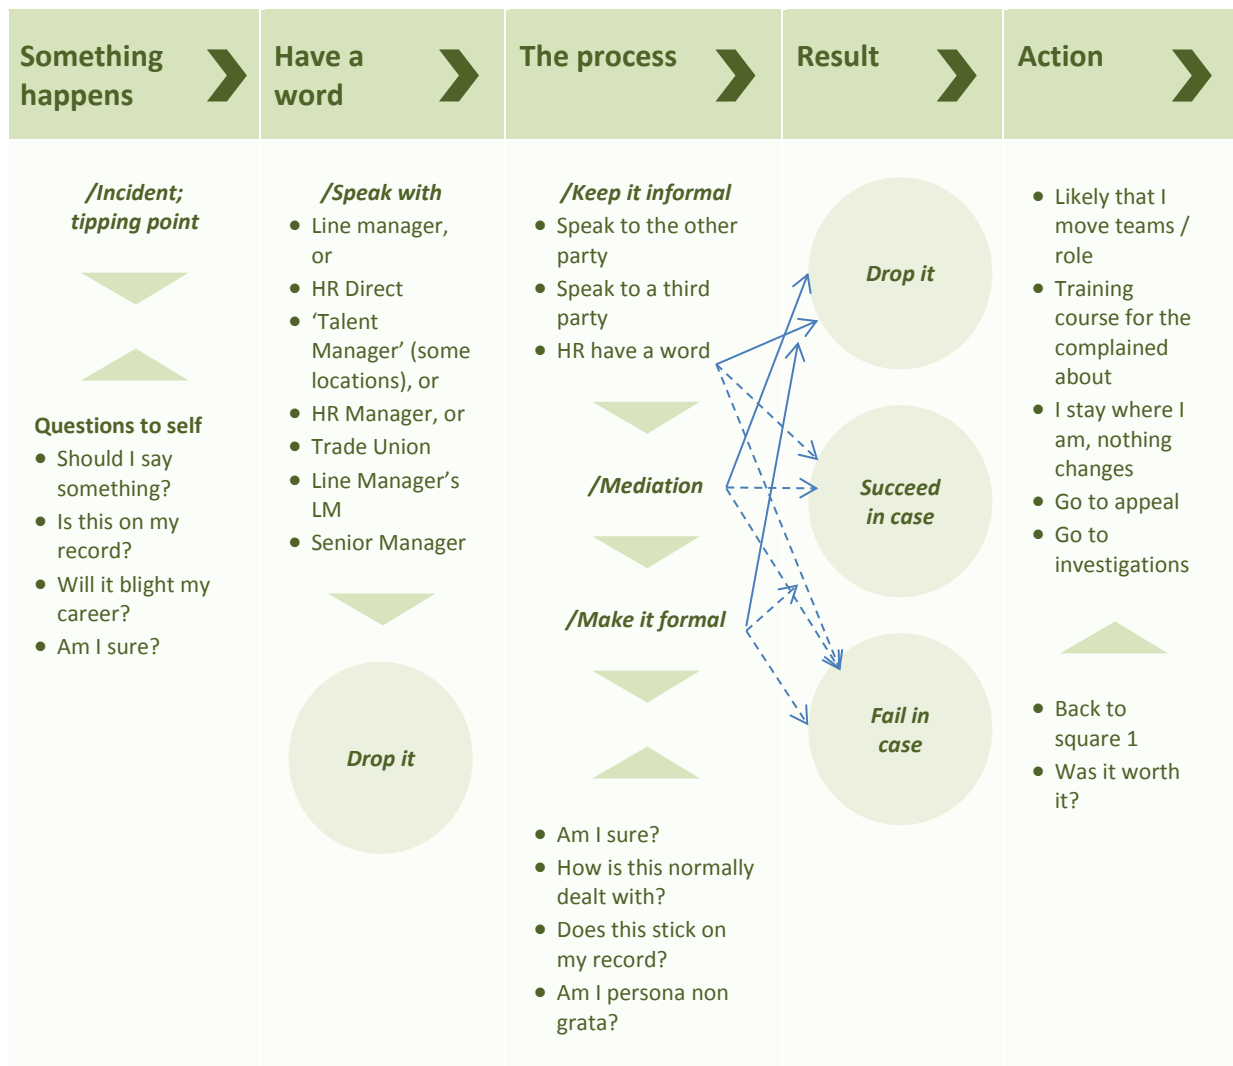 Something
happens
Have a
word
The process
Result
Action
/Incident;
tipping point
Questions to self
• Should I say
something?
• Is this on my
record?
• Will it blight my
career?
• Am I sure?
/Speak with
• Line manager,
or
• HR Direct
• ‘Talent
Manager’ (some
locations), or
• HR Manager, or
• Trade Union
• Line Manager’s
LM
• Senior Manager
Drop it
/Keep it informal
• Speak to the other
party
• Speak to a third
party
• HR have a word
/Mediation
/Make it formal
• Am I sure?
• How is this normally
dealt with?
• Does this stick on
my record?
• Am I persona non
grata?
Drop it
Succeed
in case
Fail in
case
• Likely that I
move teams /
role
• Training
course for the
complained
about
• I stay where I
am, nothing
changes
• Go to appeal
• Go to
investigations
• Back to
square 1
• Was it worth
it?